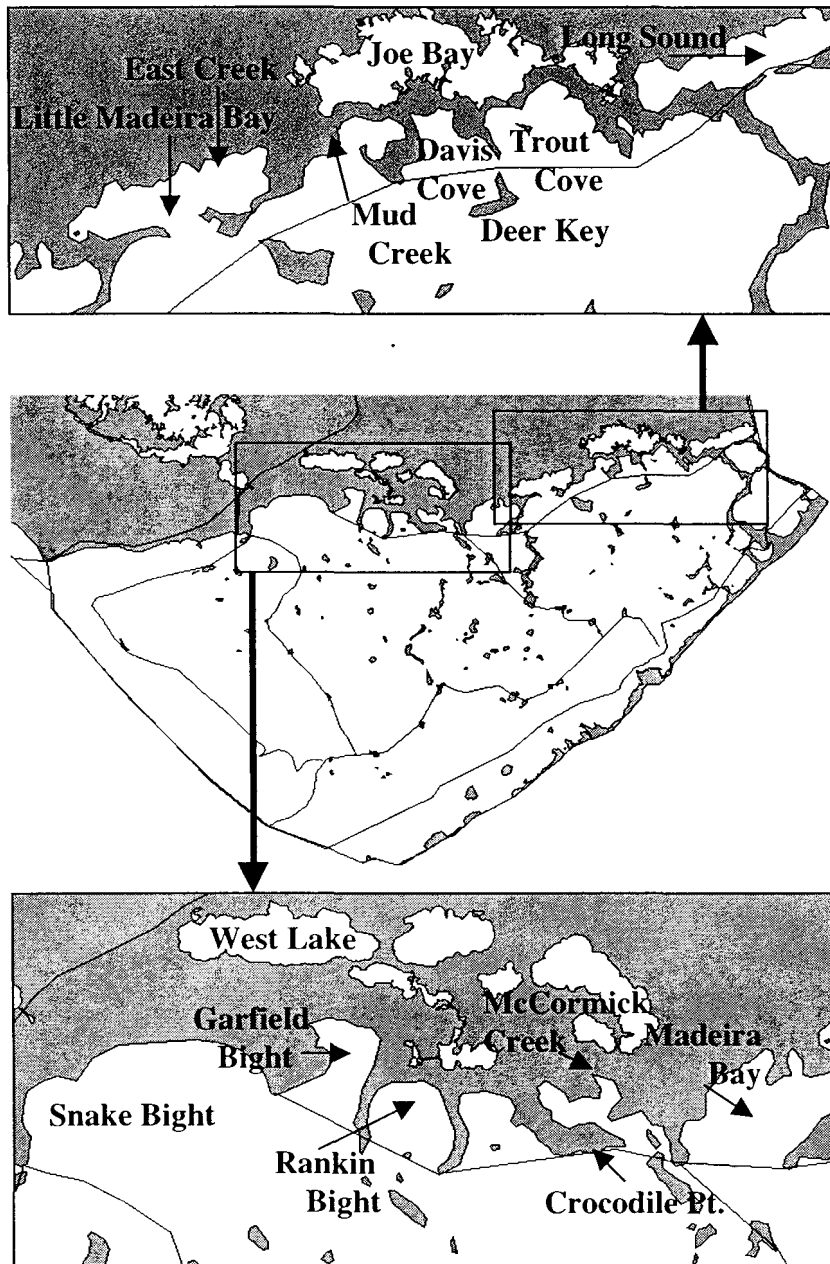 Long Sound
Joe Bay
East Creek
Little Madeira Bay
Davis
Cove
Trout
Cove
Mud
Creek
Deer Key
West Lake
McCormick
Creek
Garfield
Bight
Madeira
Bay
Snake Bight
Rankin
Bight
Crocodile Pt.